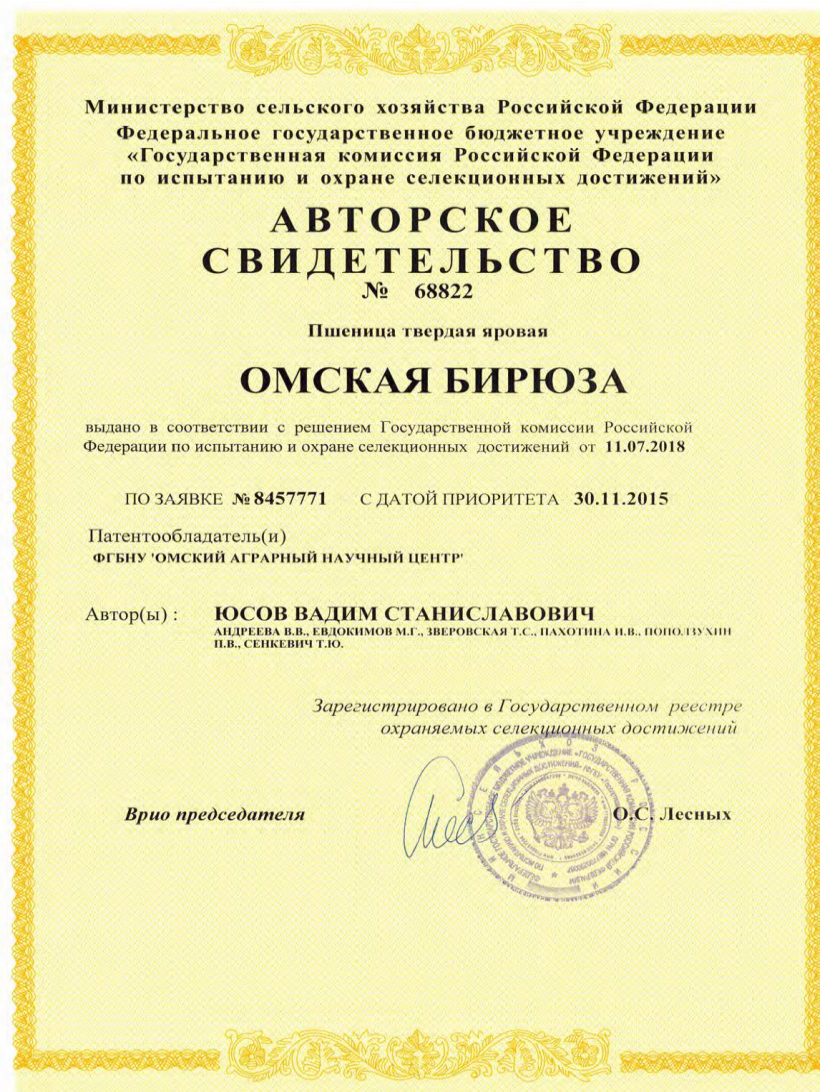 Министерство сельского хозяйства Российской Федерации
Федеральное государственное бюджетное учреждение
«Государственная комиссия Российской Федерации
по испытанию и охране селекционных достижений»
АВТОРСКОЕ
СВИДЕТЕЛЬСТВО
№ 68822
Пшеница твердая яровая
ОМСКАЯ БИРЮЗА
выдано в соответствии с решением Государственной комиссии Российской
Федерации по испытанию и охране селекционных достижений от 11.07.2018
ПО ЗАЯВКЕ № 8457771 С ДАТОЙ ПРИОРИТЕТА 30.11.2015
Патентообладатель(и)
ФГБНУ 'ОМСКИЙ АГРАРНЫЙ НАУЧНЫЙ ЦЕНТР'
Автор(ы) : ЮСОВ ВАДИМ СТАНИСЛАВОВИЧ
АНДРЕЕВА В.В., ЕВДОКИМОВ М.Г., ЗВЕРОВСКАЯ Т.С., ПАХОТИНА И.В., ПОПОЛЗУХИН
П.В., СЕНКЕВИЧ Т.Ю.
Зарегистрировано в Государственном реестре
охраняемых селекционных достижений
Врио председателя О.С. Лесных